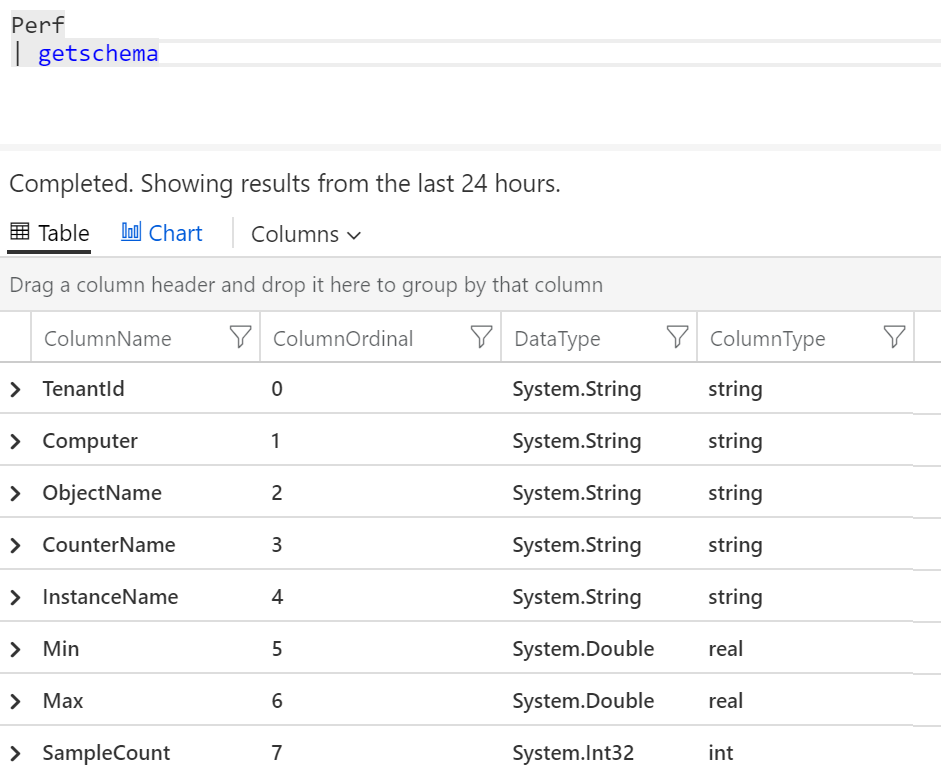 Perf
| getschema
Completed. Showing results from the last 24 hours.
Table Chart Columns
Drag a column header and drop it here to group by that column
ColumnName ColumnOrdinal DataType ColumnType
TenantId 0 System.String string
Computer 1 System.String string
ObjectName 2 System.String string
CounterName 3 System.String string
InstanceName 4 System.String string
Min 5 System.Double real
Max 6 System.Double real
SampleCount 7 System.Int32 int